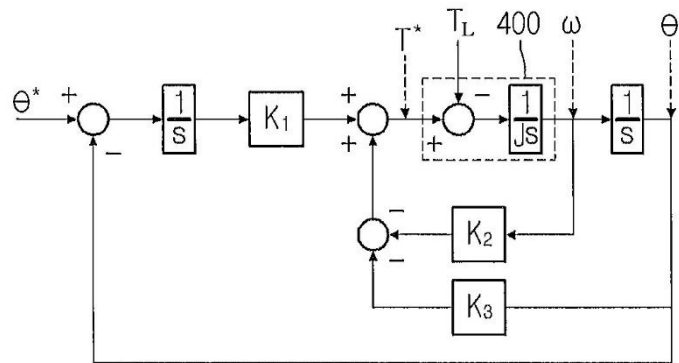 T* T_L 400 ω θ
θ* + − 1/s K₁ + + + − 1/Js 1/s
− K₂
− K₃